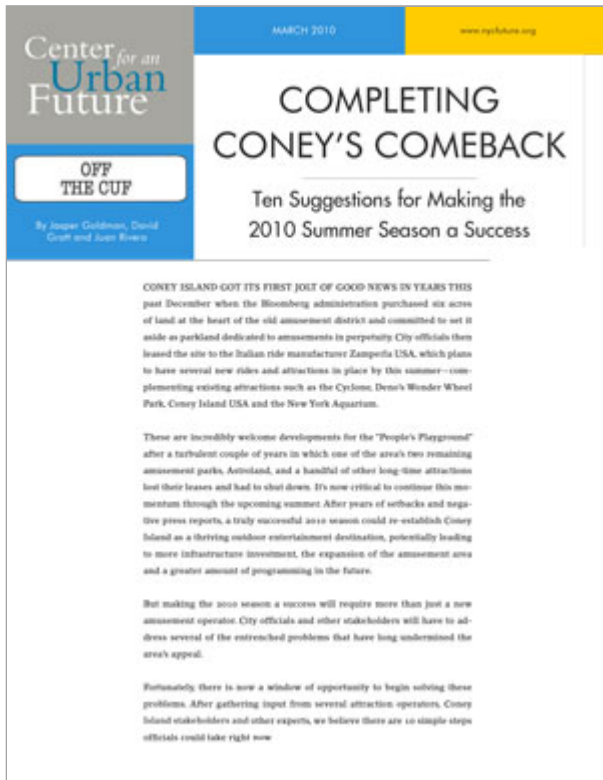 Center for an
Urban
Future
MARCH 2010
www.nycfuture.org
COMPLETING
CONEY'S COMEBACK
Ten Suggestions for Making the
2010 Summer Season a Success
OFF
THE CUF
By Jasper Goldman, David
Gratt and Juan Rivero
CONEY ISLAND GOT ITS FIRST JOLT OF GOOD NEWS IN YEARS THIS
past December when the Bloomberg administration purchased six acres
of land at the heart of the old amusement district and committed to set it
aside as parkland dedicated to amusements in perpetuity. City officials then
leased the site to the Italian ride manufacturer Zamperla USA, which plans
to have several new rides and attractions in place by this summer—com-
plementing existing attractions such as the Cyclone, Deno's Wonder Wheel
Park, Coney Island USA and the New York Aquarium.
These are incredibly welcome developments for the "People's Playground"
after a turbulent couple of years in which one of the area's two remaining
amusement parks, Astroland, and a handful of other long-time attractions
lost their leases and had to shut down. It's now critical to continue this mo-
mentum through the upcoming summer. After years of setbacks and nega-
tive press reports, a truly successful 2010 season could re-establish Coney
Island as a thriving outdoor entertainment destination, potentially leading
to more infrastructure investment, the expansion of the amusement area
and a greater amount of programming in the future.
But making the 2010 season a success will require more than just a new
amusement operator. City officials and other stakeholders will have to ad-
dress several of the entrenched problems that have long undermined the
area's appeal.
Fortunately, there is now a window of opportunity to begin solving these
problems. After gathering input from several attraction operators, Coney
Island stakeholders and other experts, we believe there are 10 simple steps
officials could take right now